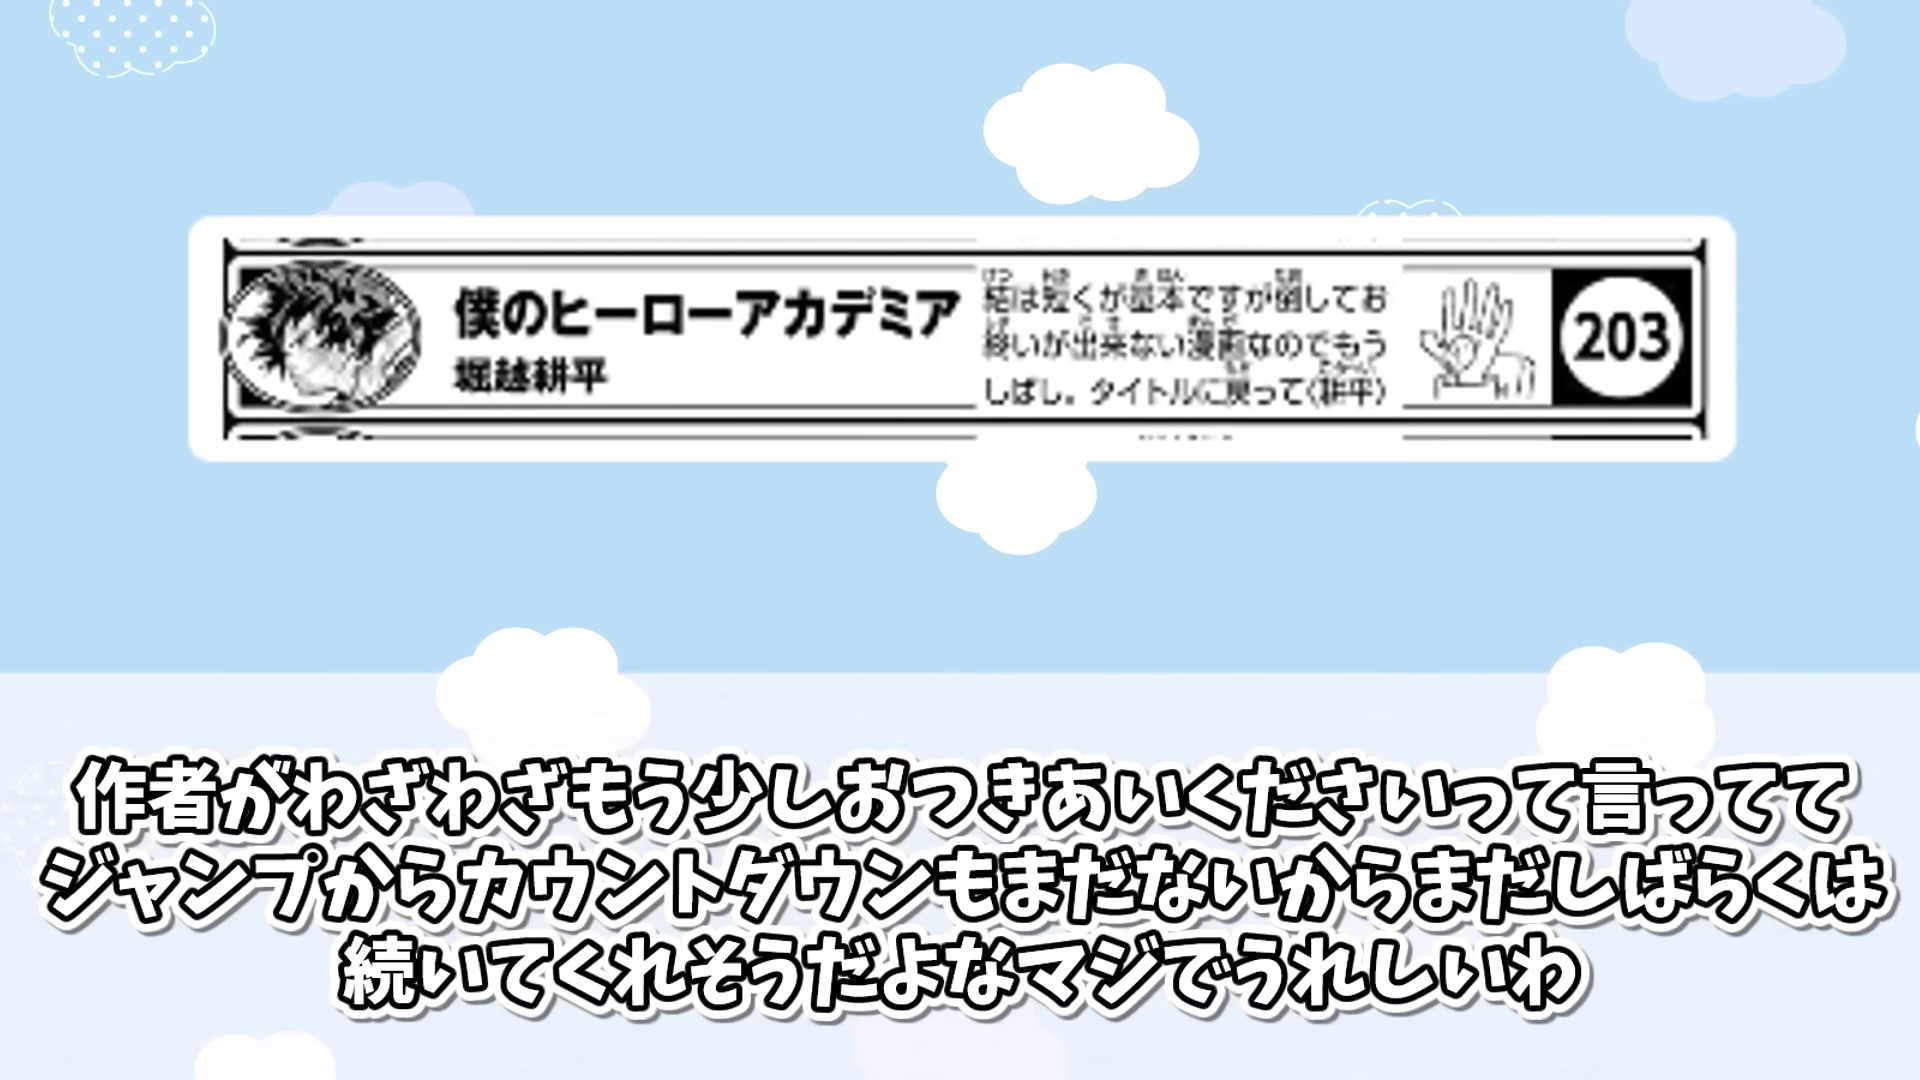 僕のヒーローアカデミア
堀越耕平
結は短くが基本ですが倒してお
終いが出来ない漫画なのでもう
しばし。タイトルに戻って〈耕平〉
203
作者がわざわざもう少しおつきあいくださいって言ってて
ジャンプからカウントダウンもまだないからまだしばらくは
続いてくれそうだよなマジでうれしいわ